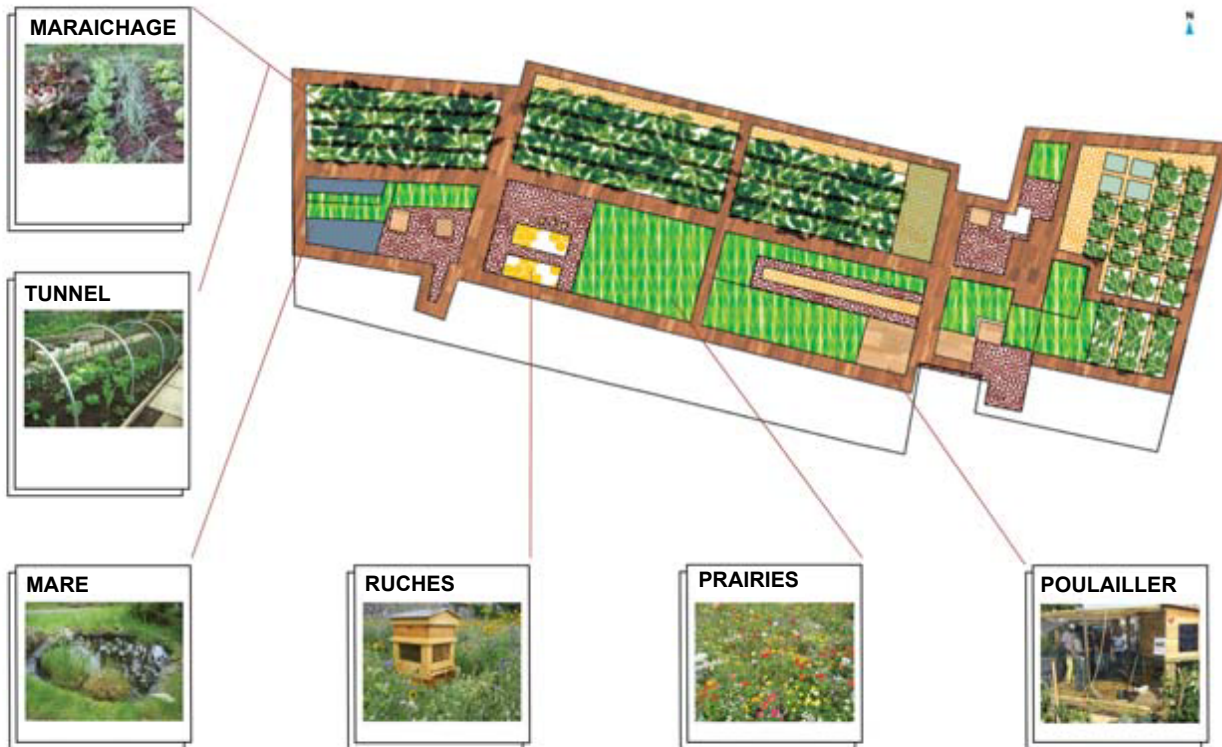 MARAICHAGE
N
TUNNEL
MARE
RUCHES
PRAIRIES
POULAILLER